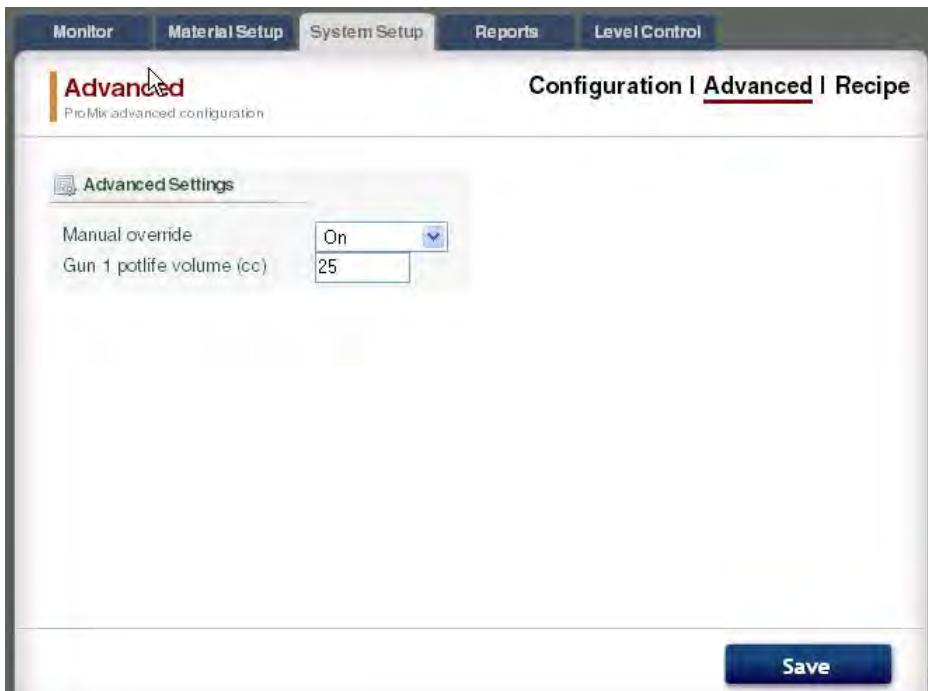 Monitor Material Setup System Setup Reports Level Control
Advanced
ProMix advanced configuration
Configuration | Advanced | Recipe
Advanced Settings
Manual override On
Gun 1 potlife volume (cc) 25
Save